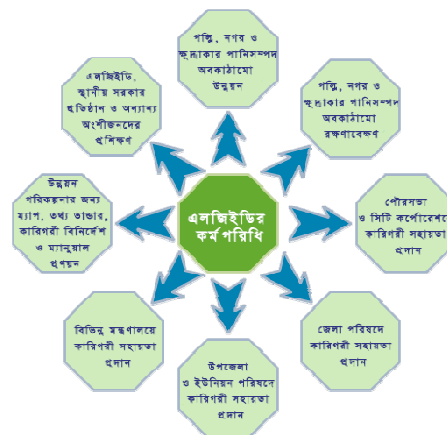 পল্লি, নগর ও
ক্ষুদ্রাকার পানিসম্পদ
অবকাঠামো
উন্নয়ন
পল্লি, নগর ও
ক্ষুদ্রাকার পানিসম্পদ
অবকাঠামো
রক্ষণাবেক্ষণ
পৌরসভা
ও সিটি কর্পোরেশনে
কারিগরী সহায়তা
প্রদান
জেলা পরিষদে
কারিগরী সহায়তা
প্রদান
উপজেলা
ও ইউনিয়ন পরিষদে
কারিগরী সহায়তা
প্রদান
বিভিন্ন মন্ত্রণালয়ে
কারিগরী সহায়তা
প্রদান
উন্নয়ন
পরিকল্পনার জন্য
ম্যাপ, তথ্য ভান্ডার,
কারিগরী বিনির্দেশ
ও ম্যানুয়াল
প্রণয়ন
এলজিইডি,
স্থানীয় সরকার
প্রতিষ্ঠান ও অন্যান্য
অংশীজনদের
প্রশিক্ষণ
এলজিইডির
কর্ম পরিধি